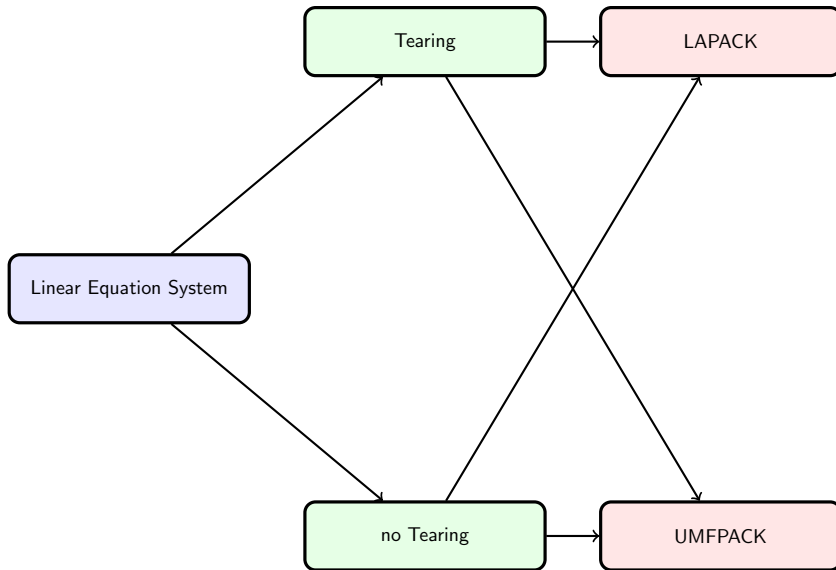 Tearing
LAPACK
Linear Equation System
no Tearing
UMFPACK